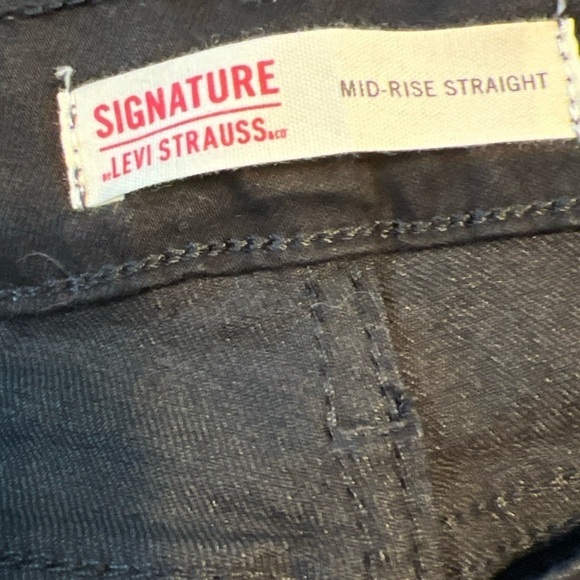 SIGNATURE
BY LEVI STRAUSS & CO
MID-RISE STRAIGHT